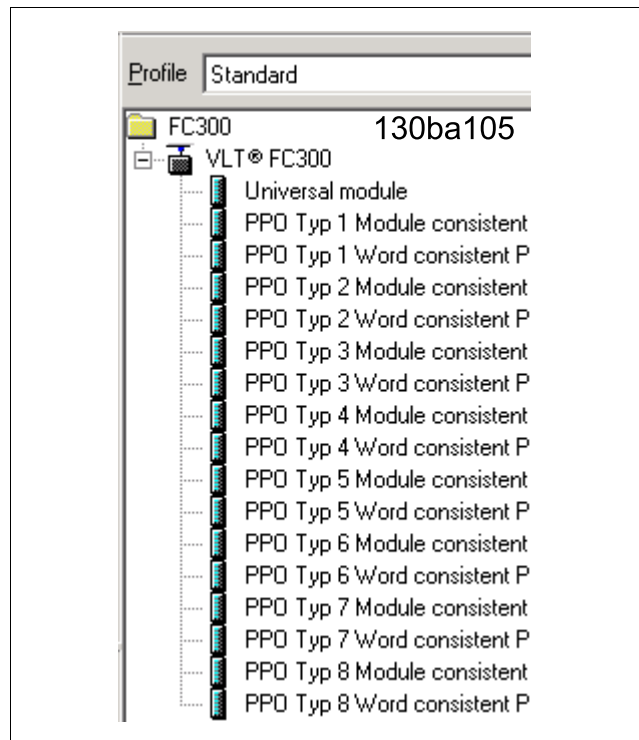 Profile Standard
FC300 130ba105
VLT® FC300
Universal module
PPO Typ 1 Module consistent
PPO Typ 1 Word consistent P
PPO Typ 2 Module consistent
PPO Typ 2 Word consistent P
PPO Typ 3 Module consistent
PPO Typ 3 Word consistent P
PPO Typ 4 Module consistent
PPO Typ 4 Word consistent P
PPO Typ 5 Module consistent
PPO Typ 5 Word consistent P
PPO Typ 6 Module consistent
PPO Typ 6 Word consistent P
PPO Typ 7 Module consistent
PPO Typ 7 Word consistent P
PPO Typ 8 Module consistent
PPO Typ 8 Word consistent P